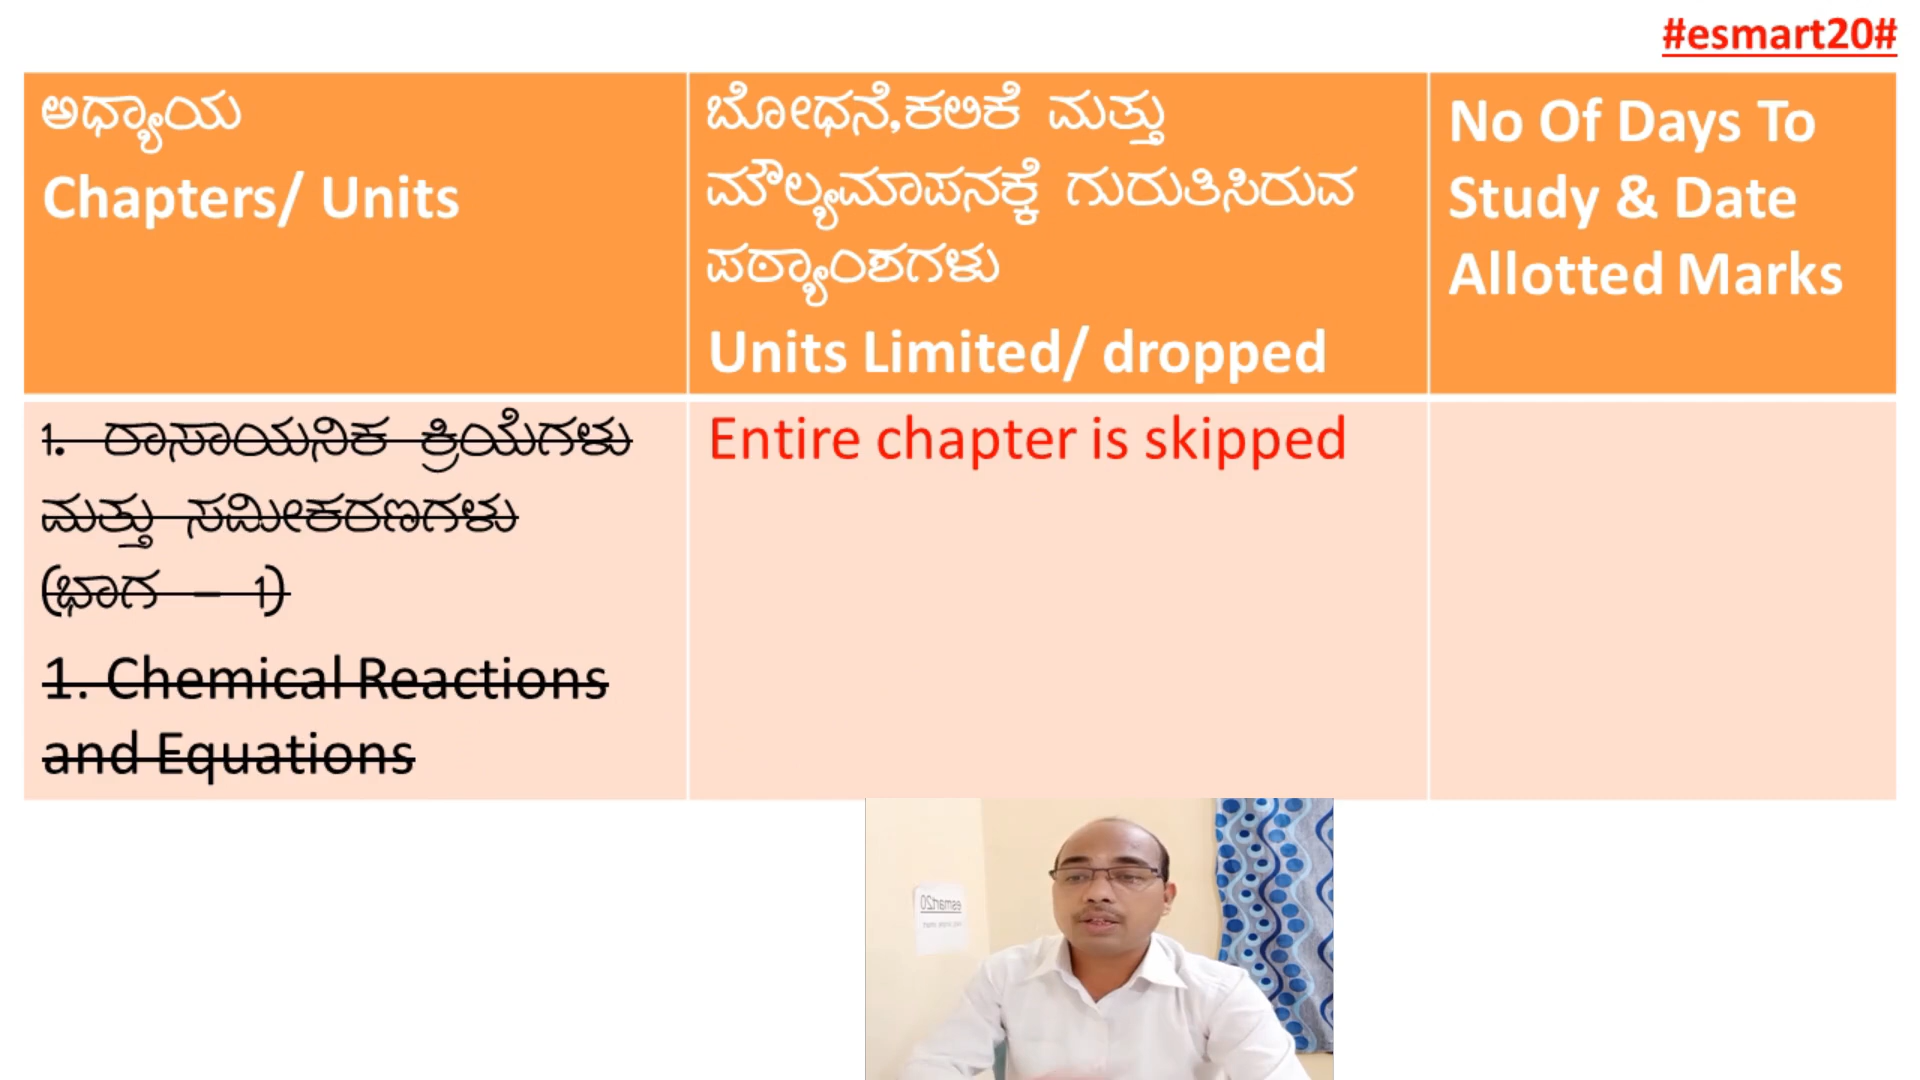 #esmart20#
ಅಧ್ಯಾಯ
Chapters/ Units
ಬೋಧನೆ,ಕಲಿಕೆ ಮತ್ತು
ಮೌಲ್ಯಮಾಪನಕ್ಕೆ ಗುರುತಿಸಿರುವ
ಪಠ್ಯಾಂಶಗಳು
Units Limited/ dropped
No Of Days To
Study & Date
Allotted Marks
1. ರಾಸಾಯನಿಕ ಕ್ರಿಯೆಗಳು
ಮತ್ತು ಸಮೀಕರಣಗಳು
(ಭಾಗ – 1)
1. Chemical Reactions
and Equations
Entire chapter is skipped
esmart20